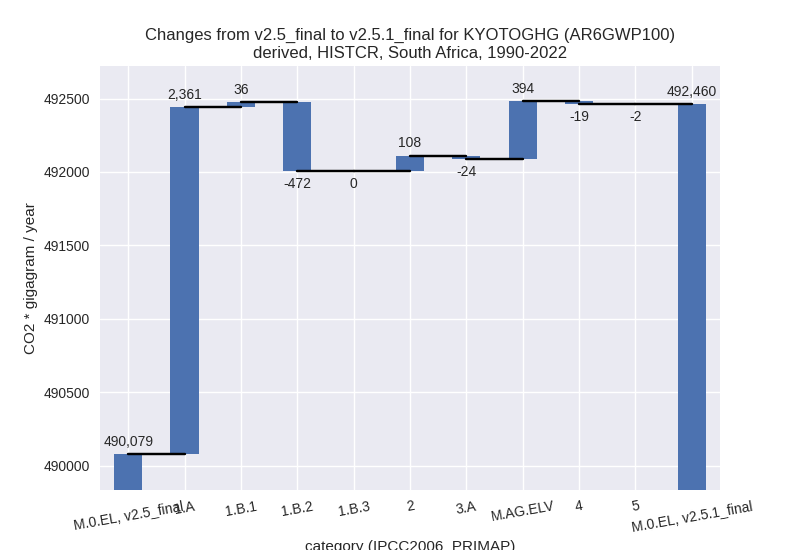 Changes from v2.5_final to v2.5.1_final for KYOTOGHG (AR6GWP100)
derived, HISTCR, South Africa, 1990-2022
CO2 * gigagram / year
492500
492000
491500
491000
490500
490000
490,079
2,361
36
-472
0
108
-24
394
-19
-2
492,460
M.0.EL, v2.5_final
1.A
1.B.1
1.B.2
1.B.3
2
3.A
M.AG.ELV
4
5
M.0.EL, v2.5.1_final
category (IPCC2006_PRIMAP)